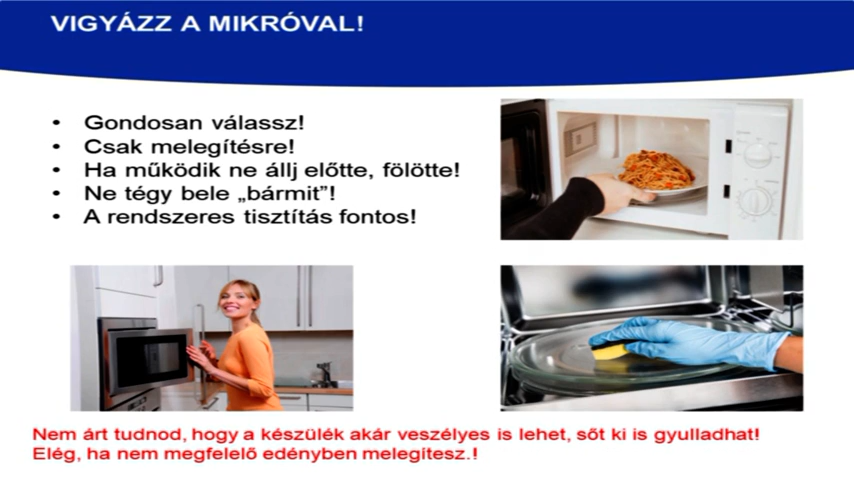 VIGYÁZZ A MIKRÓVAL!
• Gondosan válassz!
• Csak melegítésre!
• Ha működik ne állj előtte, fölötte!
• Ne tégy bele „bármit”!
• A rendszeres tisztítás fontos!
Nem árt tudnod, hogy a készülék akár veszélyes is lehet, sőt ki is gyulladhat!
Elég, ha nem megfelelő edényben melegítesz.!